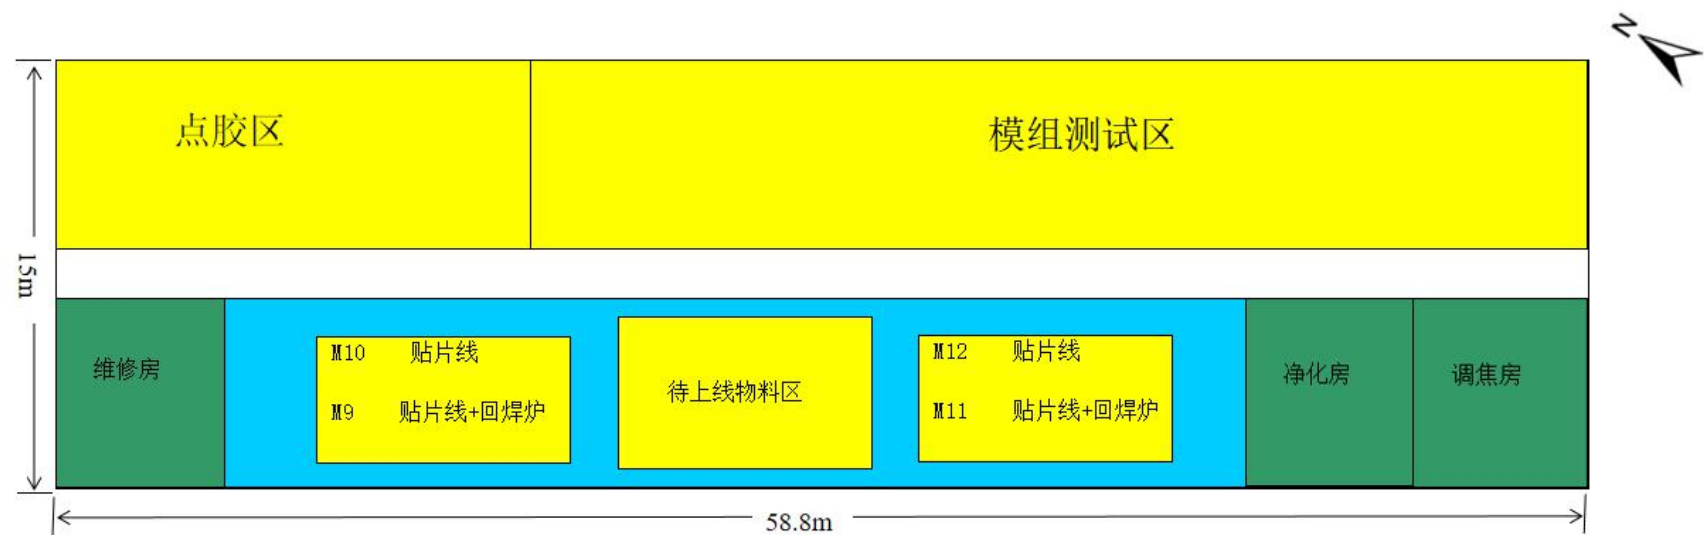 N
点胶区
模组测试区
15m
维修房
M10 贴片线
M9 贴片线+回焊炉
待上线物料区
M12 贴片线
M11 贴片线+回焊炉
净化房
调焦房
58.8m